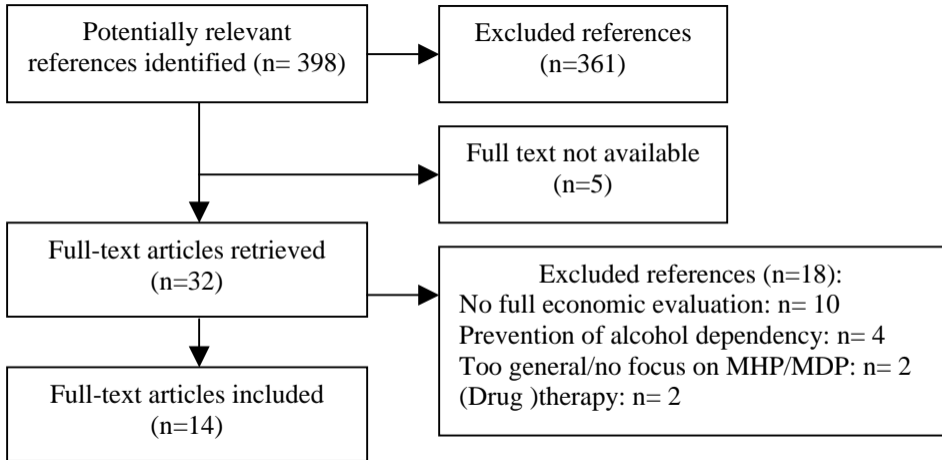 Potentially relevant
references identified (n= 398)
Excluded references
(n=361)
Full text not available
(n=5)
Full-text articles retrieved
(n=32)
Excluded references (n=18):
No full economic evaluation: n= 10
Prevention of alcohol dependency: n= 4
Too general/no focus on MHP/MDP: n= 2
(Drug )therapy: n= 2
Full-text articles included
(n=14)